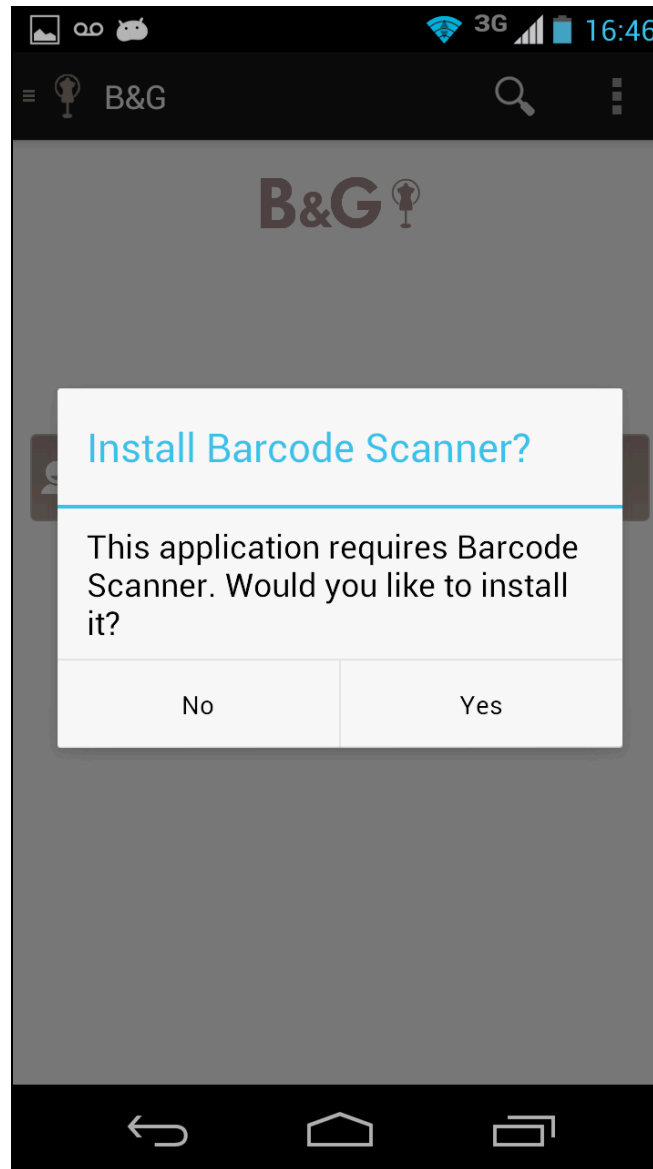 3G 16:46
B&G
B&G
Install Barcode Scanner?
This application requires Barcode
Scanner. Would you like to install
it?
No Yes